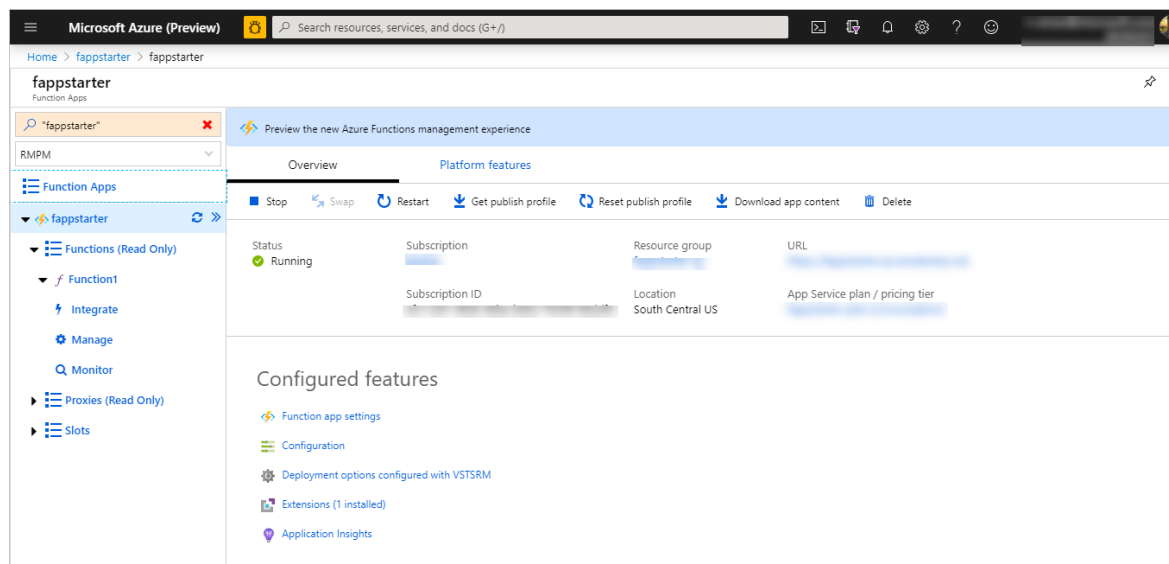 Microsoft Azure (Preview)
Search resources, services, and docs (G+/)
Home > fappstarter > fappstarter
fappstarter
Function Apps
"fappstarter"
RMPM
Function Apps
fappstarter
Functions (Read Only)
Function1
Integrate
Manage
Monitor
Proxies (Read Only)
Slots
Preview the new Azure Functions management experience
Overview Platform features
Stop Swap Restart Get publish profile Reset publish profile Download app content Delete
Status Subscription Resource group URL
Running
Subscription ID Location App Service plan / pricing tier
South Central US
Configured features
Function app settings
Configuration
Deployment options configured with VSTSRM
Extensions (1 installed)
Application Insights